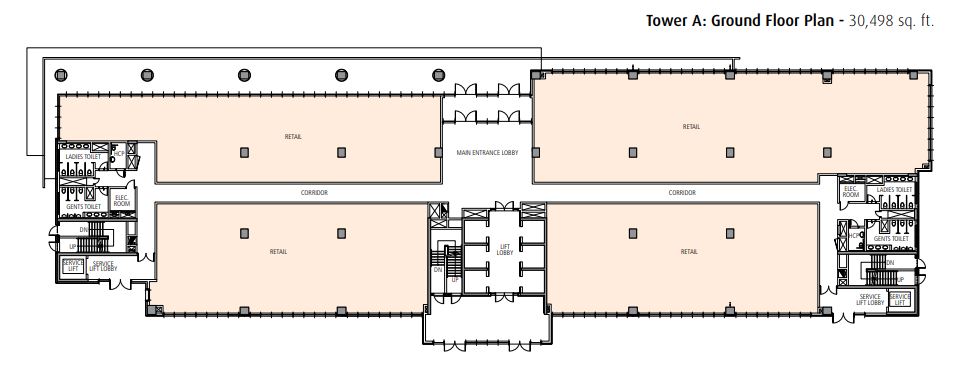 Tower A: Ground Floor Plan - 30,498 sq. ft.
RETAIL
RETAIL
MAIN ENTRANCE LOBBY
LADIES TOILET
HCP
GENTS TOILET
ELEC.
ROOM
CORRIDOR
CORRIDOR
ELEC.
ROOM
LADIES TOILET
HCP
GENTS TOILET
DN
UP
SERVICE
LIFT
SERVICE
LIFT LOBBY
RETAIL
DN
UP
LIFT
LOBBY
RETAIL
DN
UP
SERVICE
LIFT LOBBY
SERVICE
LIFT